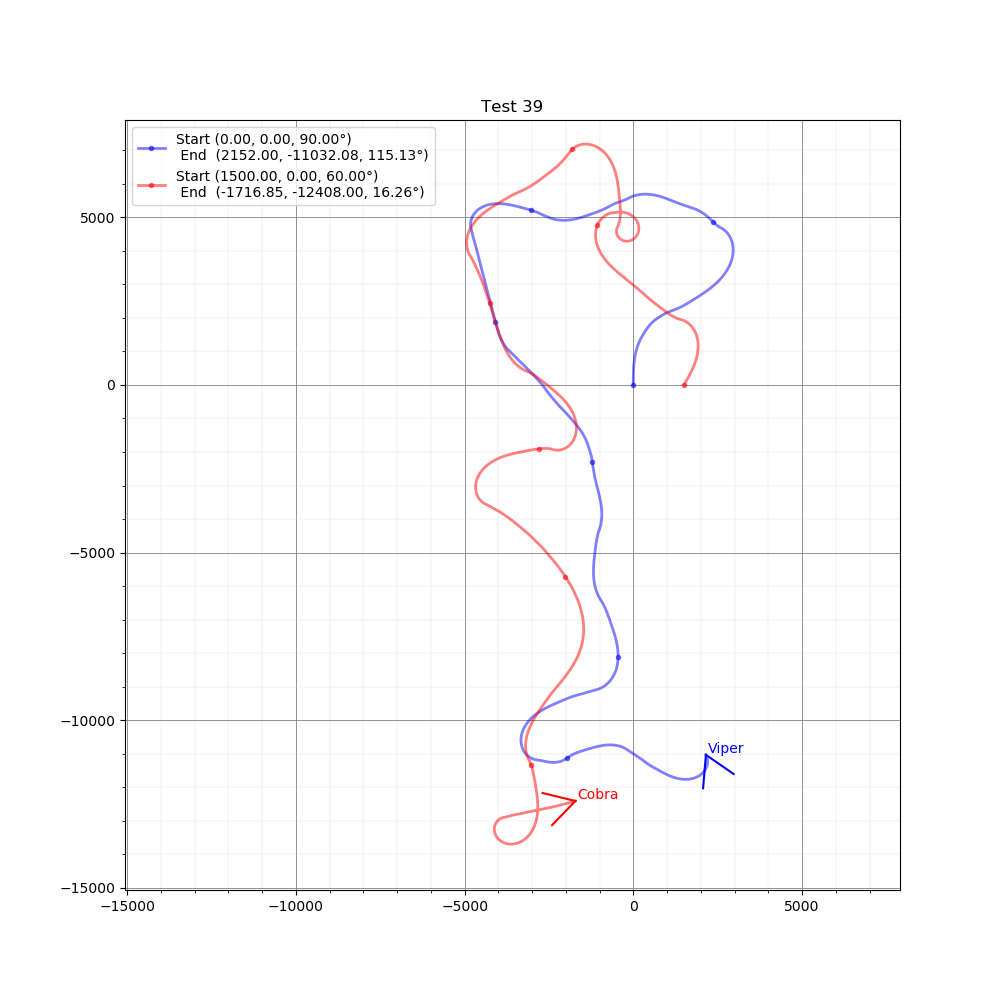 Test 39
Start (0.00, 0.00, 90.00°)
End  (2152.00, -11032.08, 115.13°)
Start (1500.00, 0.00, 60.00°)
End  (-1716.85, -12408.00, 16.26°)
5000
0
−5000
−10000
−15000
Viper
Cobra
−15000 −10000 −5000 0 5000